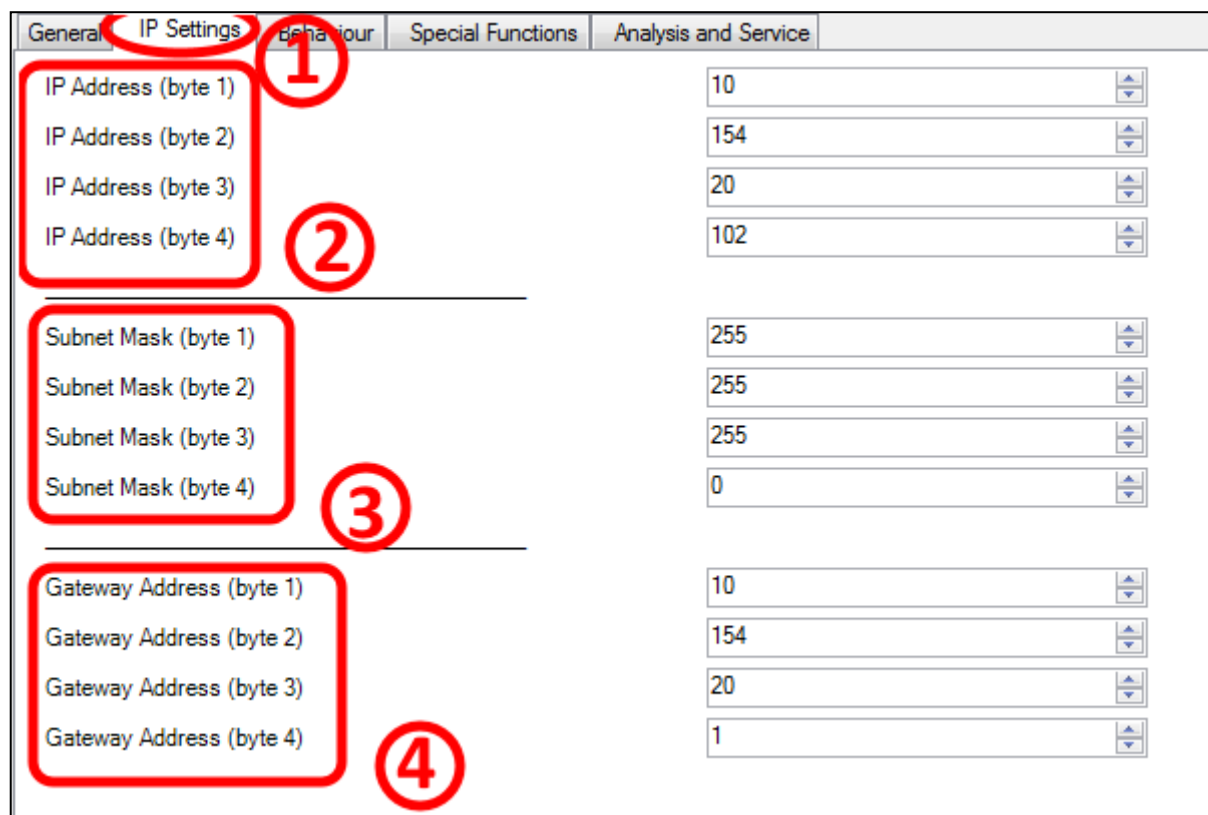 General IP Settings Behaviour Special Functions Analysis and Service
1
IP Address (byte 1) 10
IP Address (byte 2) 154
IP Address (byte 3) 20
IP Address (byte 4) 102
2
Subnet Mask (byte 1) 255
Subnet Mask (byte 2) 255
Subnet Mask (byte 3) 255
Subnet Mask (byte 4) 0
3
Gateway Address (byte 1) 10
Gateway Address (byte 2) 154
Gateway Address (byte 3) 20
Gateway Address (byte 4) 1
4